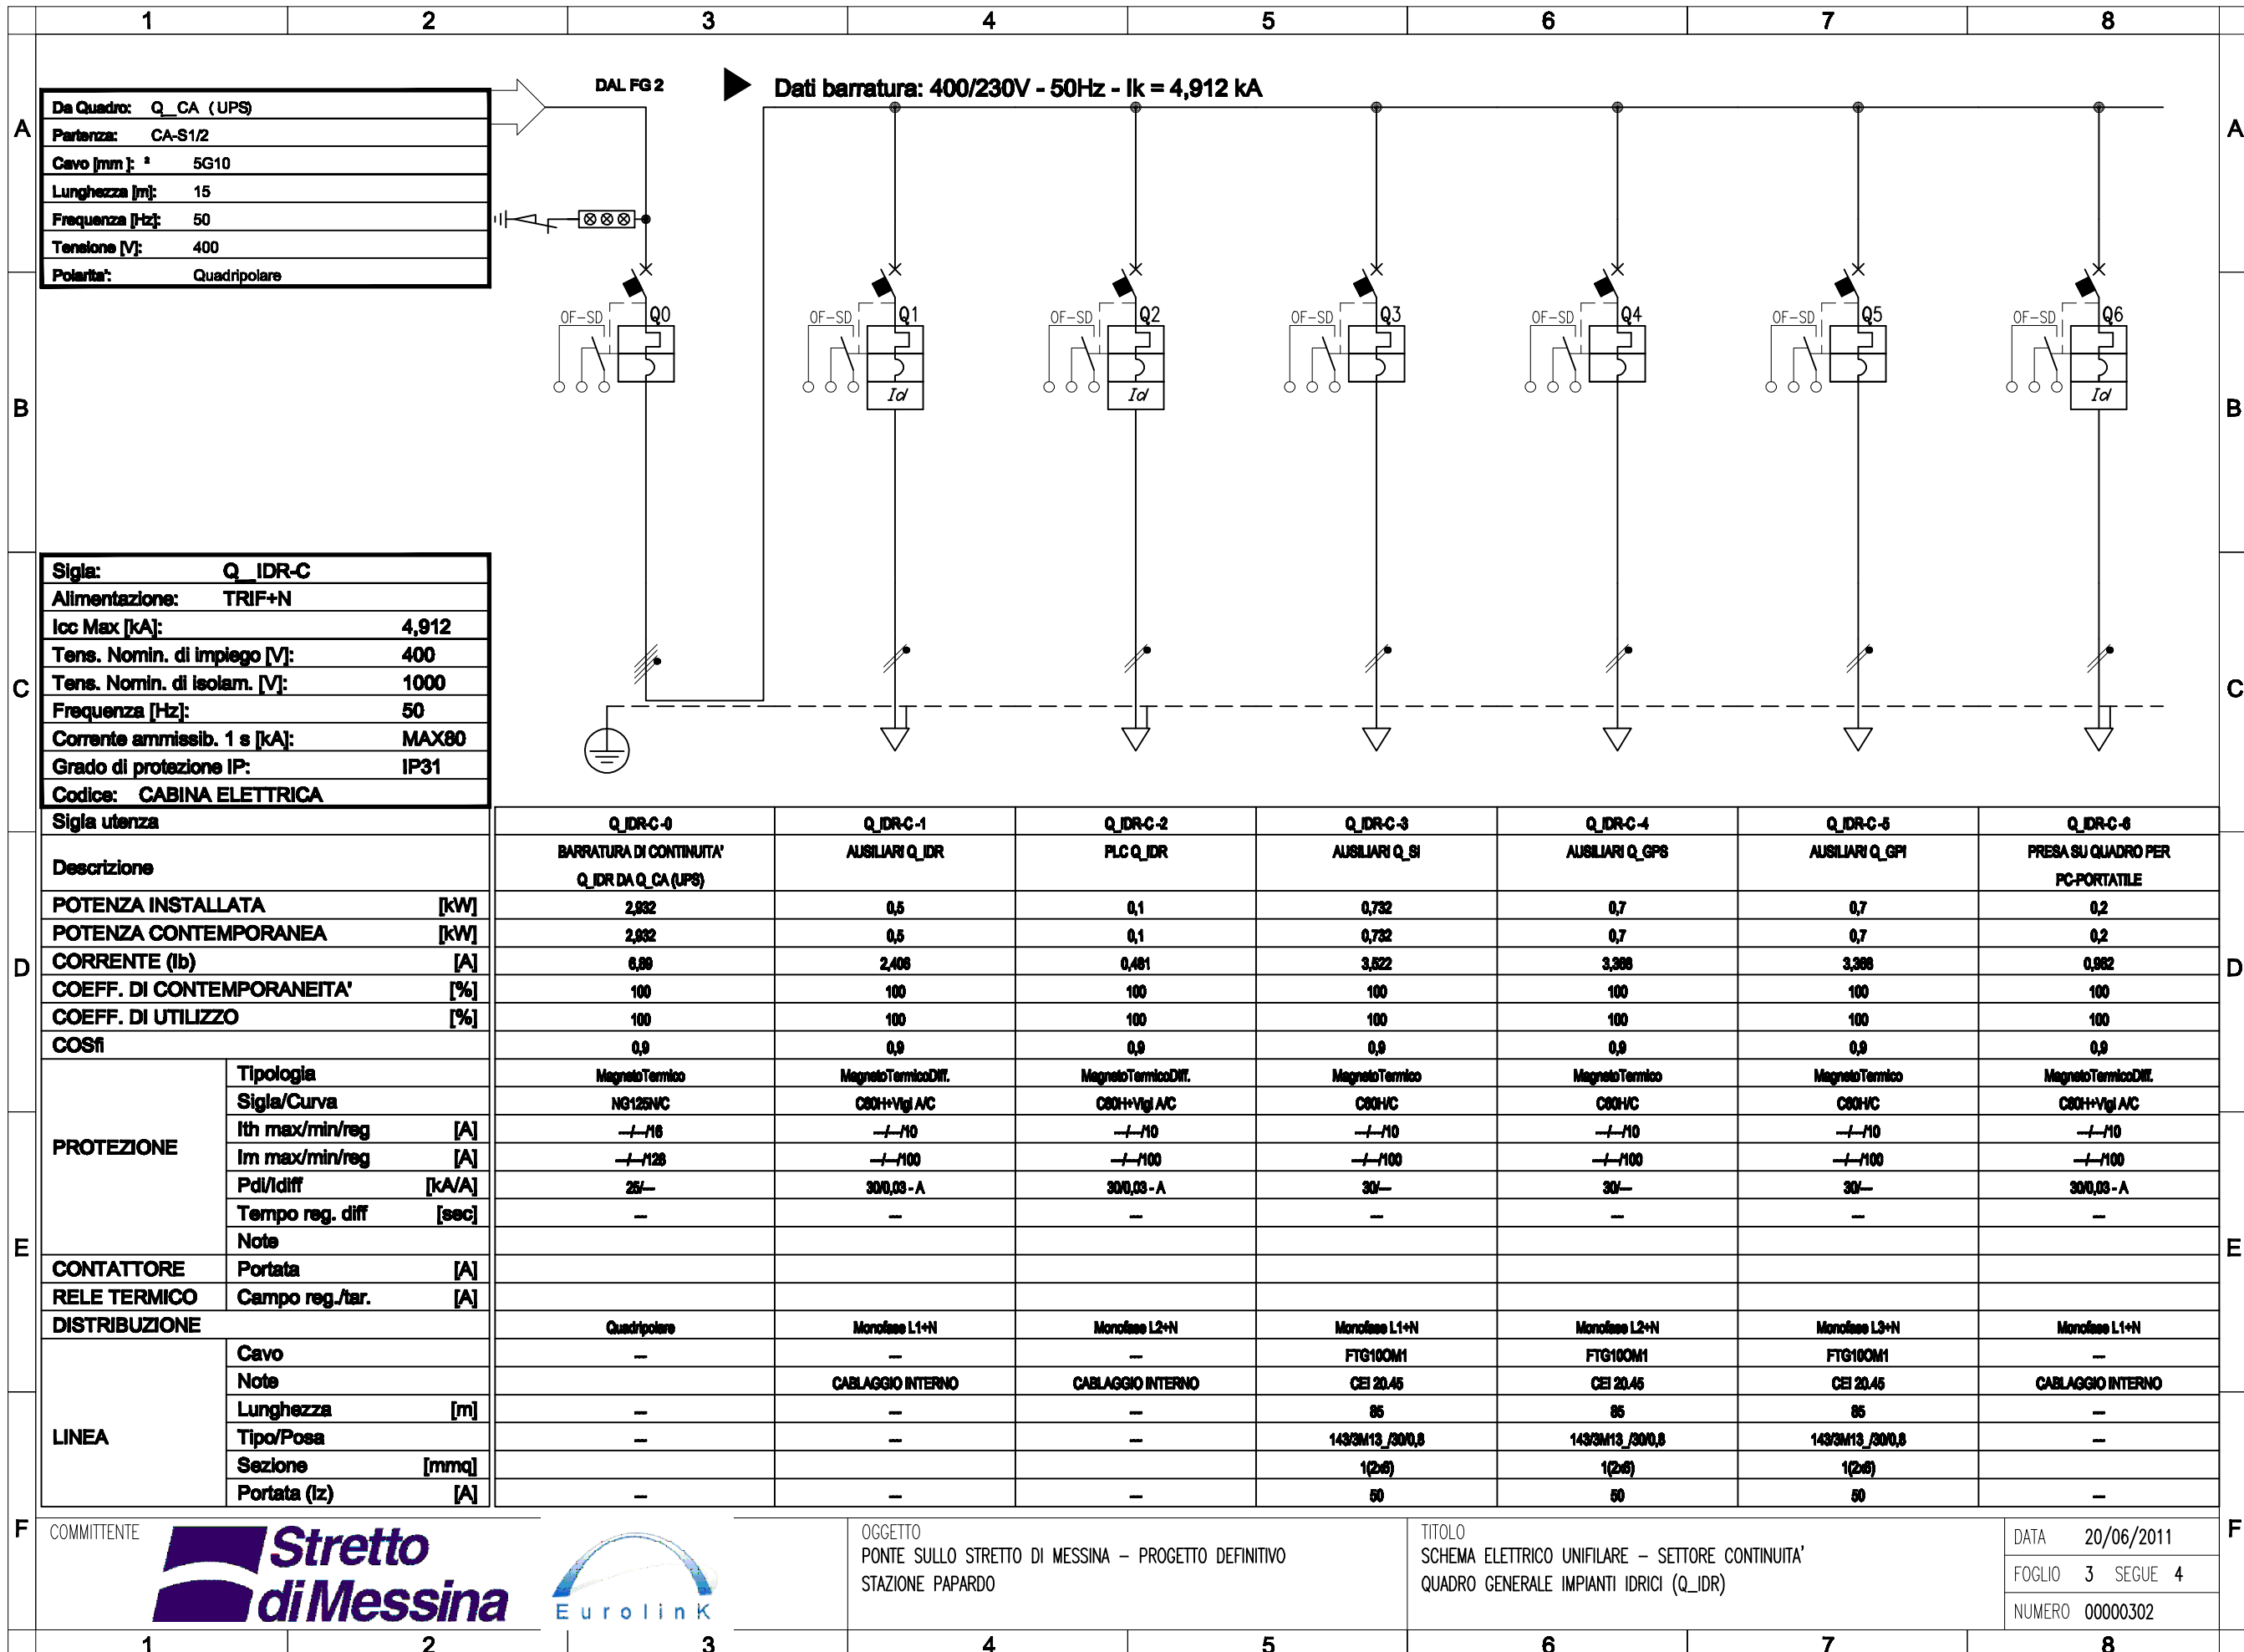 1 2 3 4 5 6 7 8
DAL FG 2
Dati barratura: 400/230V - 50Hz - Ik = 4,912 kA
A A
Da Quadro: Q_CA (UPS)
Partenza: CA-S1/2
Cavo [mm ]: ² 5G10
Lunghezza [m]: 15
Frequenza [Hz]: 50
Tensione [V]: 400
Polarita': Quadripolare
OF-SD Q0 OF-SD Q1 OF-SD Q2 OF-SD Q3 OF-SD Q4 OF-SD Q5 OF-SD Q6
Id Id Id
B B
Sigla: Q_IDR-C
Alimentazione: TRIF+N
Icc Max [kA]: 4,912
Tens. Nomin. di impiego [V]: 400
Tens. Nomin. di isolam. [V]: 1000
C C
Frequenza [Hz]: 50
Corrente ammissib. 1 s [kA]: MAX80
Grado di protezione IP: IP31
Codice: CABINA ELETTRICA
Sigla utenza Q_IDR-C-0 Q_IDR-C-1 Q_IDR-C-2 Q_IDR-C-3 Q_IDR-C-4 Q_IDR-C-5 Q_IDR-C-6
Descrizione BARRATURA DI CONTINUITA' AUSILIARI Q_IDR PLC Q_IDR AUSILIARI Q_SI AUSILIARI Q_GPS AUSILIARI Q_GPI PRESA SU QUADRO PER
Q_IDR DA Q_CA (UPS) PC-PORTATILE
POTENZA INSTALLATA [kW] 2,932 0,5 0,1 0,732 0,7 0,7 0,2
POTENZA CONTEMPORANEA [kW] 2,932 0,5 0,1 0,732 0,7 0,7 0,2
D D
CORRENTE (Ib) [A] 6,89 2,406 0,481 3,522 3,368 3,368 0,962
COEFF. DI CONTEMPORANEITA' [%] 100 100 100 100 100 100 100
COEFF. DI UTILIZZO [%] 100 100 100 100 100 100 100
COSfi 0,9 0,9 0,9 0,9 0,9 0,9 0,9
PROTEZIONE
Tipologia MagnetoTermico MagnetoTermicoDiff. MagnetoTermicoDiff. MagnetoTermico MagnetoTermico MagnetoTermico MagnetoTermicoDiff.
Sigla/Curva NG125N/C C60H+Vigi A/C C60H+Vigi A/C C60H/C C60H/C C60H/C C60H+Vigi A/C
Ith max/min/reg [A] ---/---/16 ---/---/10 ---/---/10 ---/---/10 ---/---/10 ---/---/10 ---/---/10
Im max/min/reg [A] ---/---/128 ---/---/100 ---/---/100 ---/---/100 ---/---/100 ---/---/100 ---/---/100
Pdi/Idiff [kA/A] 25/--- 30/0,03 - A 30/0,03 - A 30/--- 30/--- 30/--- 30/0,03 - A
Tempo reg. diff [sec] --- --- --- --- --- --- ---
Note
E E
CONTATTORE Portata [A]
RELE TERMICO Campo reg./tar. [A]
DISTRIBUZIONE Quadripolare Monofase L1+N Monofase L2+N Monofase L1+N Monofase L2+N Monofase L3+N Monofase L1+N
LINEA
Cavo --- --- --- FTG10OM1 FTG10OM1 FTG10OM1 ---
Note CABLAGGIO INTERNO CABLAGGIO INTERNO CEI 20.45 CEI 20.45 CEI 20.45 CABLAGGIO INTERNO
Lunghezza [m] --- --- --- 85 85 85 ---
Tipo/Posa --- --- --- 143/3M13_/30/0,8 143/3M13_/30/0,8 143/3M13_/30/0,8 ---
Sezione [mmq] 1(2x6) 1(2x6) 1(2x6)
Portata (Iz) [A] --- --- --- 50 50 50 ---
F F
COMMITTENTE
Stretto
di Messina
EurolinK
OGGETTO
PONTE SULLO STRETTO DI MESSINA – PROGETTO DEFINITIVO
STAZIONE PAPARDO
TITOLO
SCHEMA ELETTRICO UNIFILARE – SETTORE CONTINUITA'
QUADRO GENERALE IMPIANTI IDRICI (Q_IDR)
DATA 20/06/2011
FOGLIO 3 SEGUE 4
NUMERO 00000302
1 2 3 4 5 6 7 8